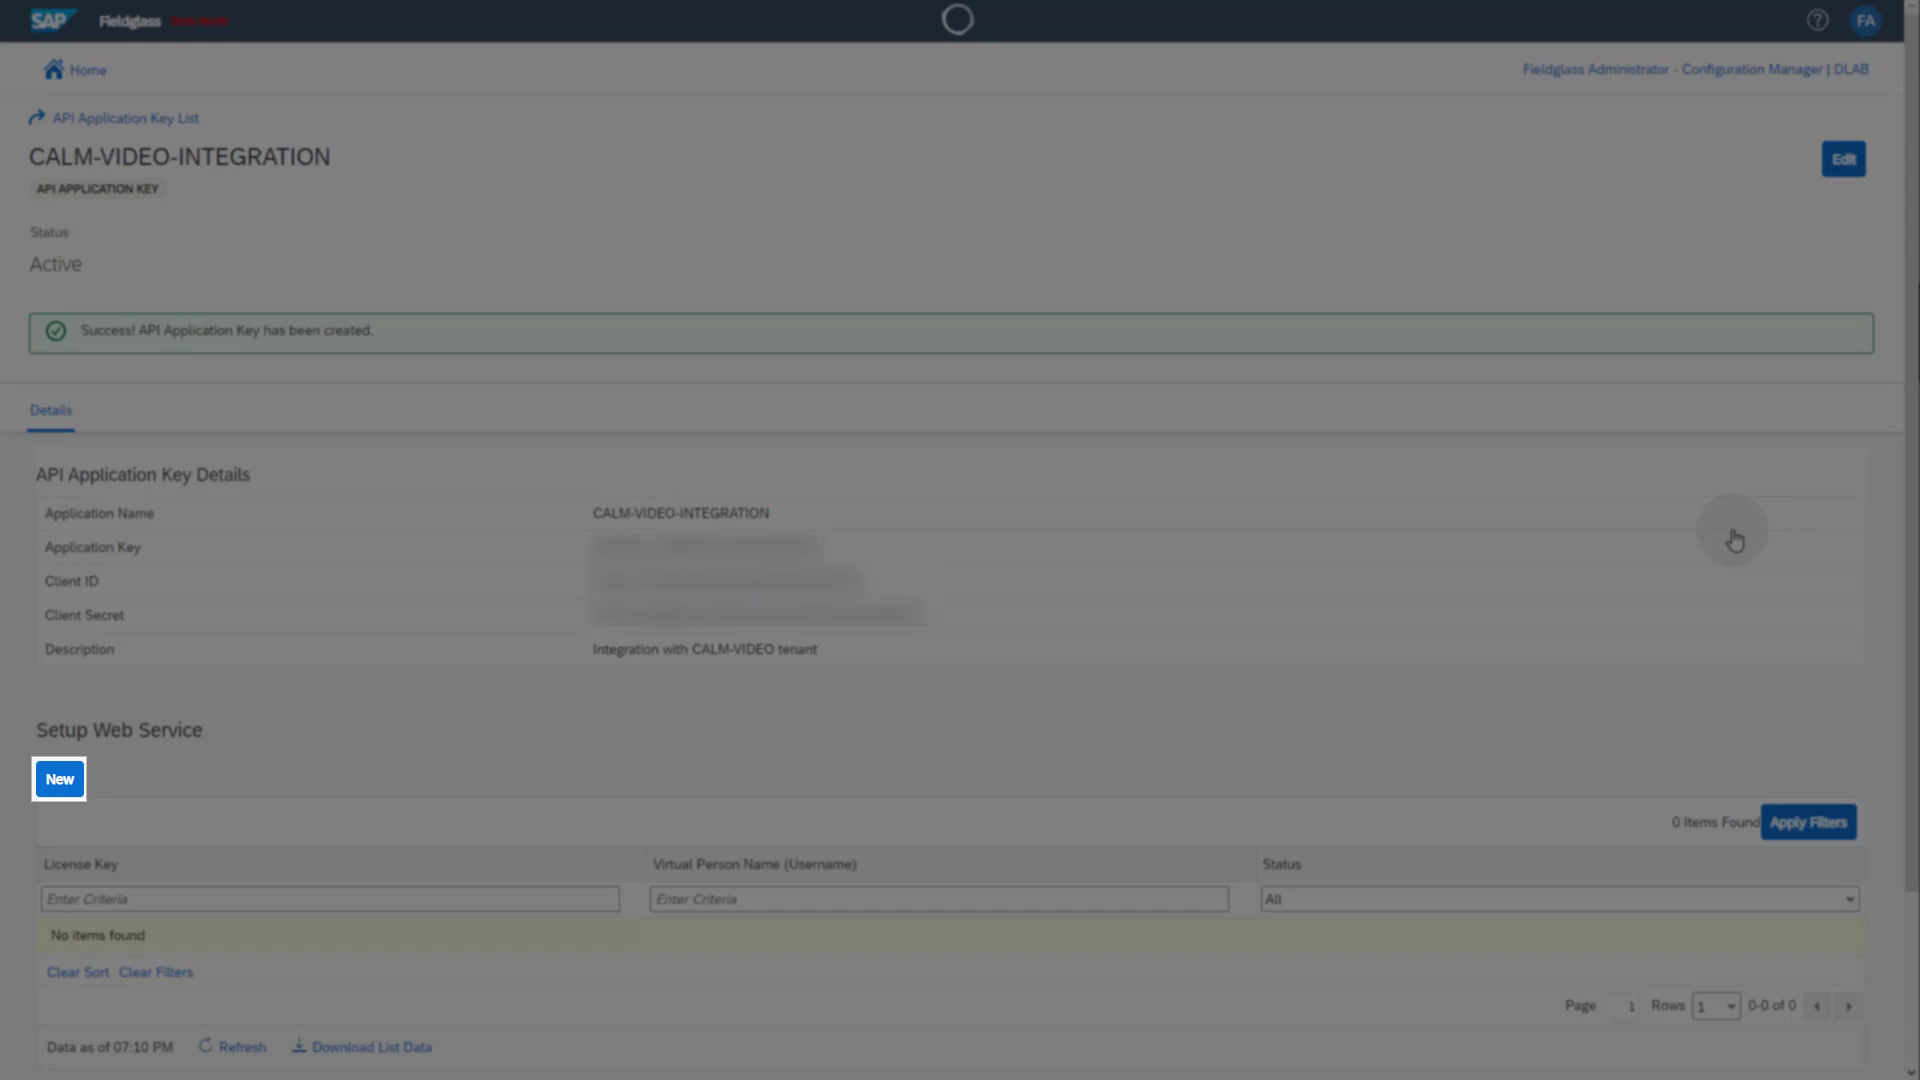 SAP Fieldglass
? FA
Home
Fieldglass Administrator - Configuration Manager | DLAB
API Application Key List
CALM-VIDEO-INTEGRATION
Edit
API APPLICATION KEY
Status
Active
Success! API Application Key has been created.
Details
API Application Key Details
Application Name CALM-VIDEO-INTEGRATION
Application Key
Client ID
Client Secret
Description Integration with CALM-VIDEO tenant
Setup Web Service
New
0 Items Found Apply Filters
License Key Virtual Person Name (Username) Status
Enter Criteria Enter Criteria All
No items found
Clear Sort Clear Filters
Page 1 Rows 1 0-0 of 0
Data as of 07:10 PM Refresh Download List Data